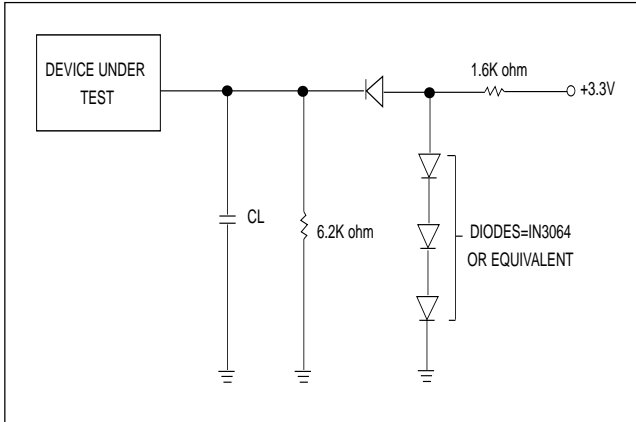 DEVICE UNDER
TEST
1.6K ohm
+3.3V
CL
6.2K ohm
DIODES=IN3064
OR EQUIVALENT